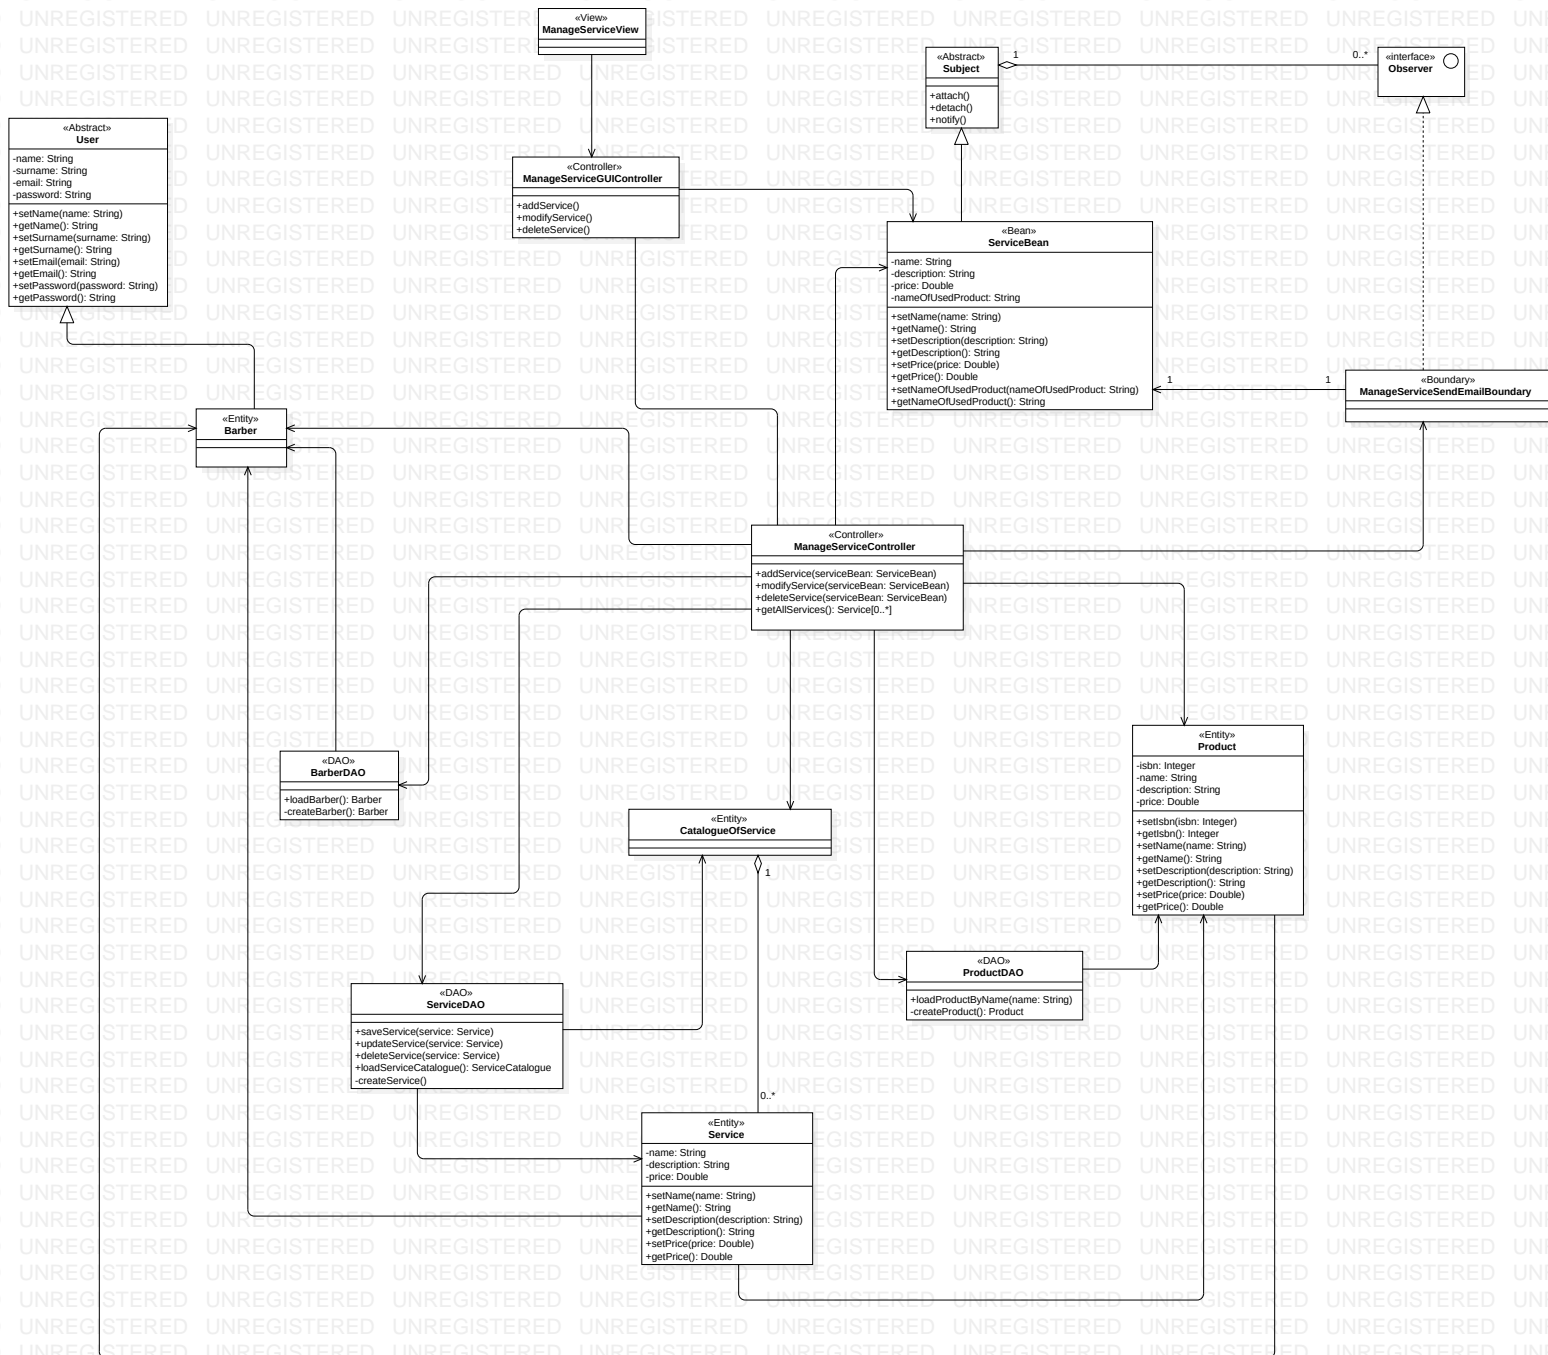 «View»
ManageServiceView
«Abstract»
Subject
+attach()
+detach()
+notify()
1
0..*
«interface»
Observer
«Abstract»
User
-name: String
-surname: String
-email: String
-password: String
+setName(name: String)
+getName(): String
+setSurname(surname: String)
+getSurname(): String
+setEmail(email: String)
+getEmail(): String
+setPassword(password: String)
+getPassword(): String
«Controller»
ManageServiceGUIController
+addService()
+modifyService()
+deleteService()
«Bean»
ServiceBean
-name: String
-description: String
-price: Double
-nameOfUsedProduct: String
+setName(name: String)
+getName(): String
+setDescription(description: String)
+getDescription(): String
+setPrice(price: Double)
+getPrice(): Double
+setNameOfUsedProduct(nameOfUsedProduct: String)
+getNameOfUsedProduct(): String
1
1
«Boundary»
ManageServiceSendEmailBoundary
«Entity»
Barber
«Controller»
ManageServiceController
+addService(serviceBean: ServiceBean)
+modifyService(serviceBean: ServiceBean)
+deleteService(serviceBean: ServiceBean)
+getAllServices(): Service[0..*]
«DAO»
BarberDAO
+loadBarber(): Barber
-createBarber(): Barber
«Entity»
CatalogueOfService
1
0..*
«Entity»
Product
-isbn: Integer
-name: String
-description: String
-price: Double
+setIsbn(isbn: Integer)
+getIsbn(): Integer
+setName(name: String)
+getName(): String
+setDescription(description: String)
+getDescription(): String
+setPrice(price: Double)
+getPrice(): Double
«DAO»
ProductDAO
+loadProductByName(name: String)
-createProduct(): Product
«DAO»
ServiceDAO
+saveService(service: Service)
+updateService(service: Service)
+deleteService(service: Service)
+loadServiceCatalogue(): ServiceCatalogue
-createService()
«Entity»
Service
-name: String
-description: String
-price: Double
+setName(name: String)
+getName(): String
+setDescription(description: String)
+getDescription(): String
+setPrice(price: Double)
+getPrice(): Double
UNREGISTERED